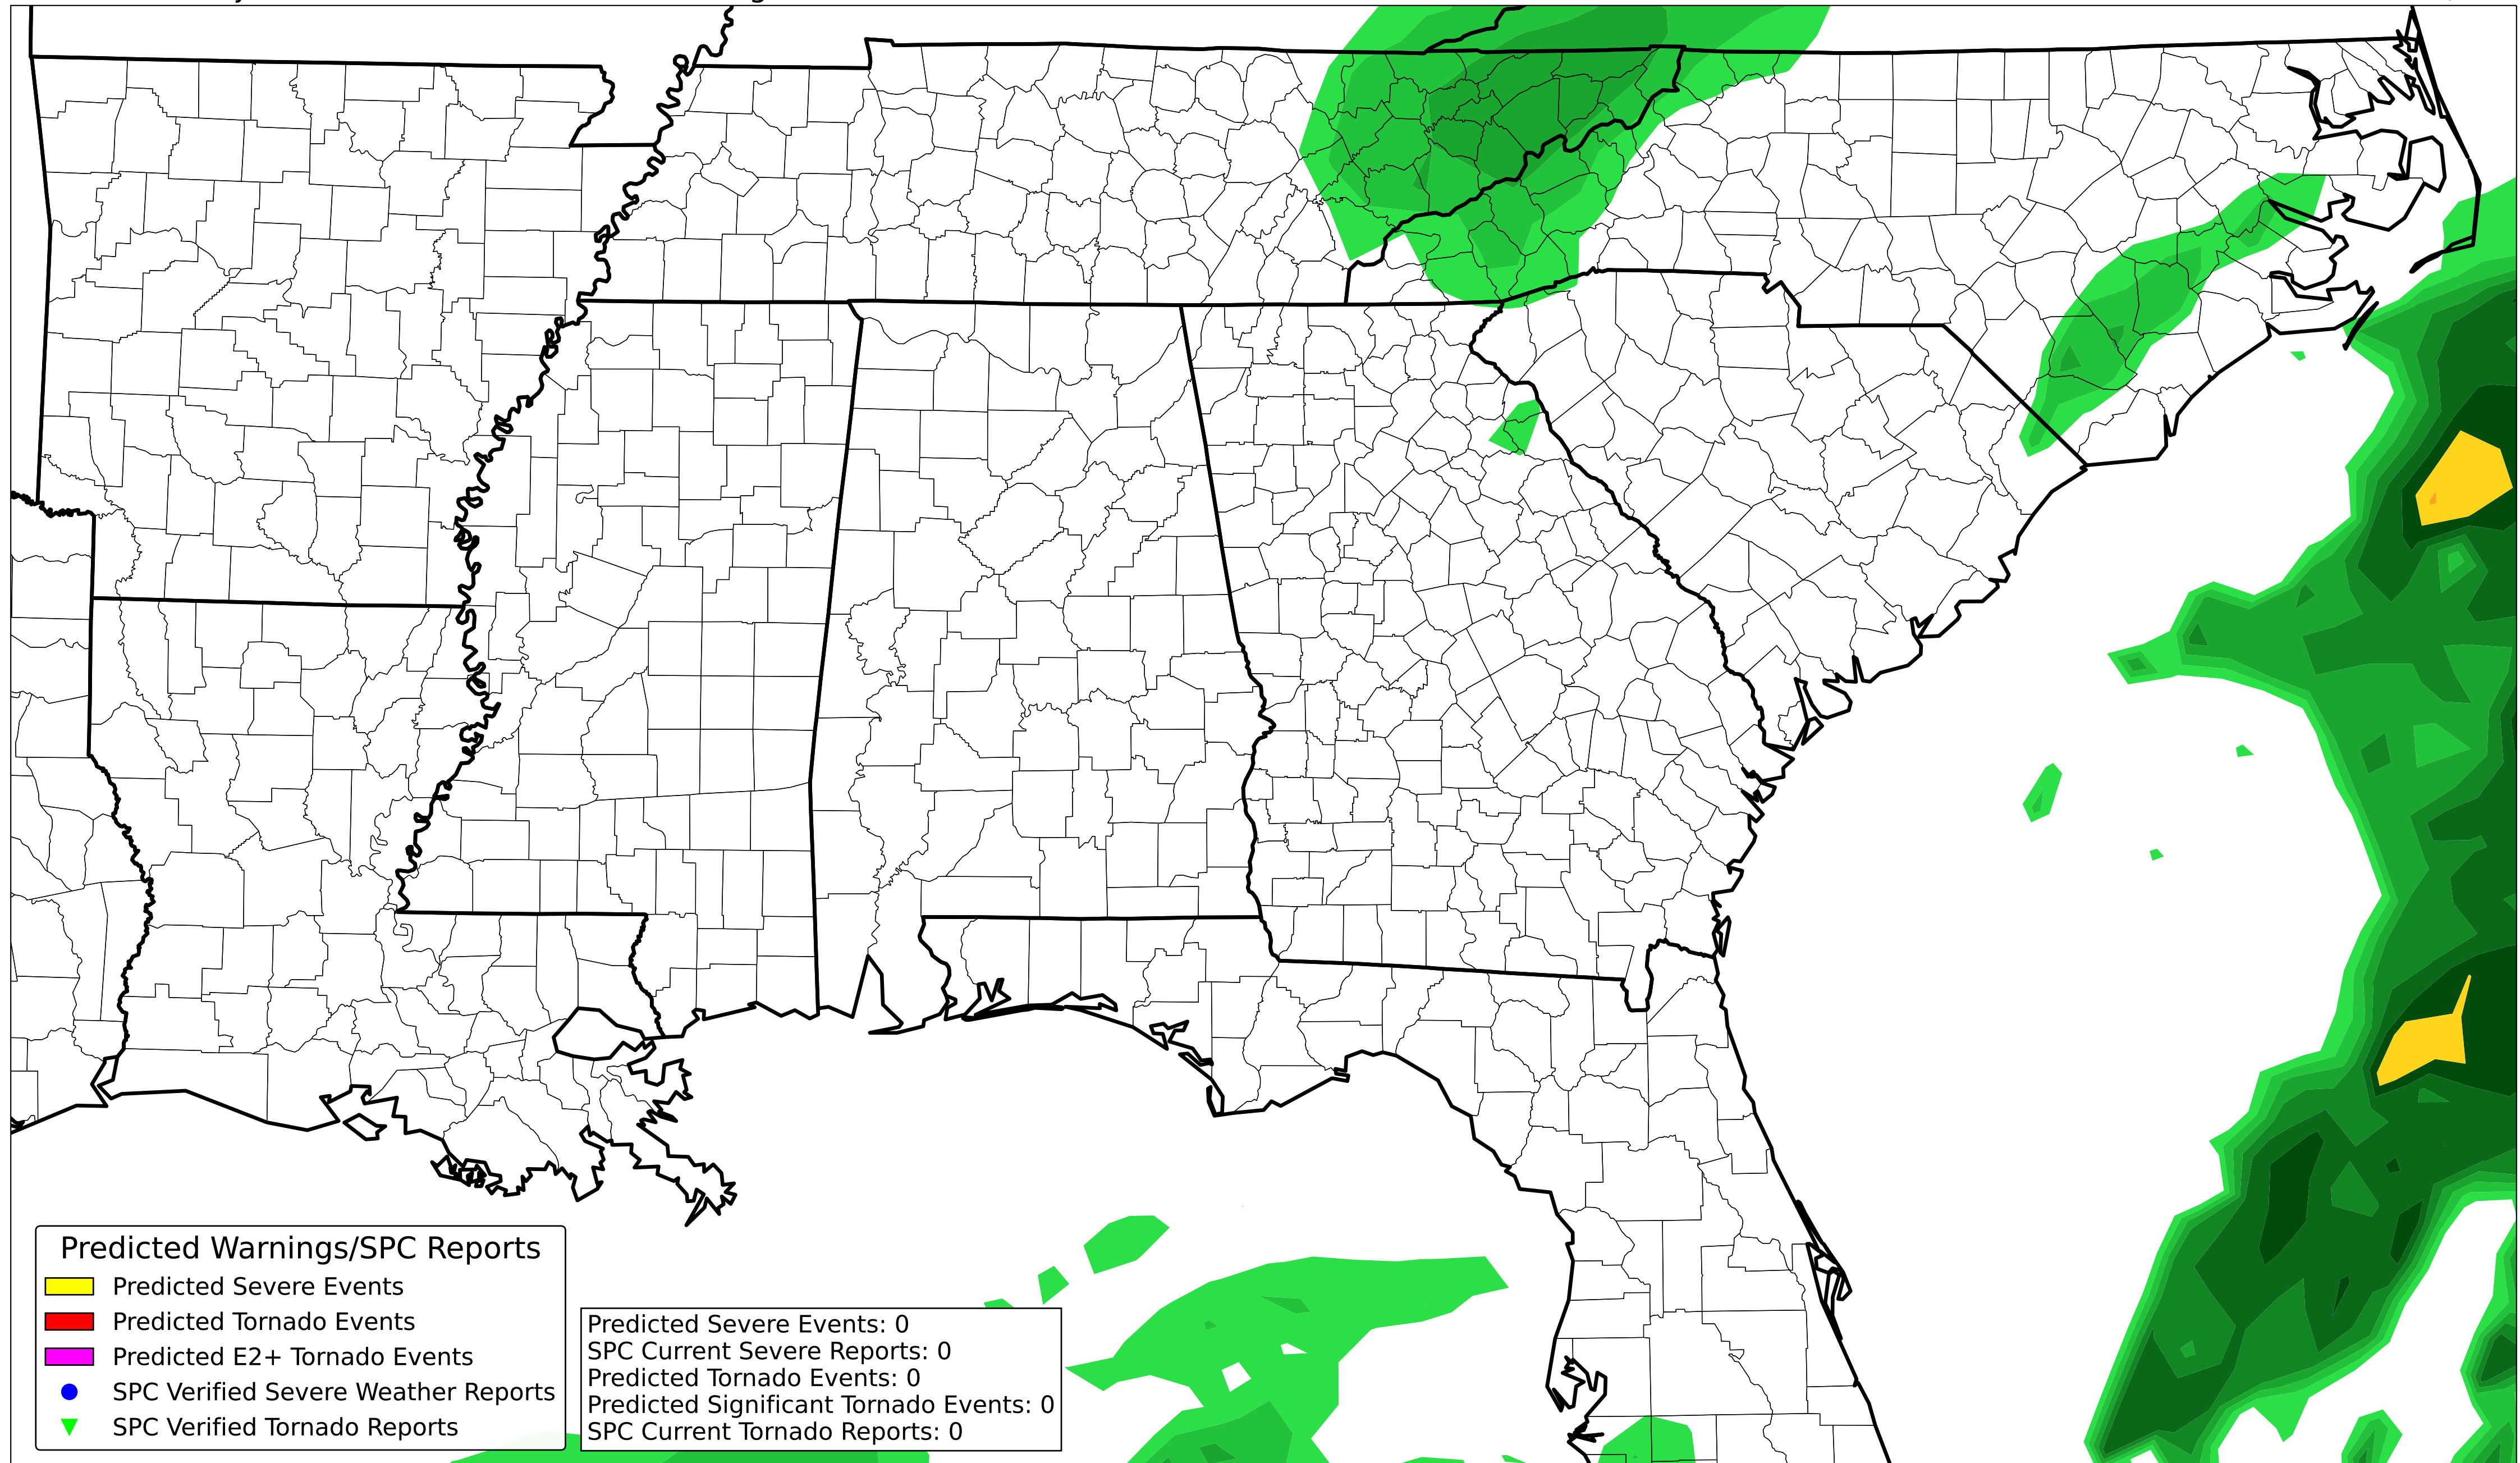 Predicted Warnings/SPC Reports
Predicted Severe Events
Predicted Tornado Events
Predicted E2+ Tornado Events
SPC Verified Severe Weather Reports
SPC Verified Tornado Reports
Predicted Severe Events: 0
SPC Current Severe Reports: 0
Predicted Tornado Events: 0
Predicted Significant Tornado Events: 0
SPC Current Tornado Reports: 0